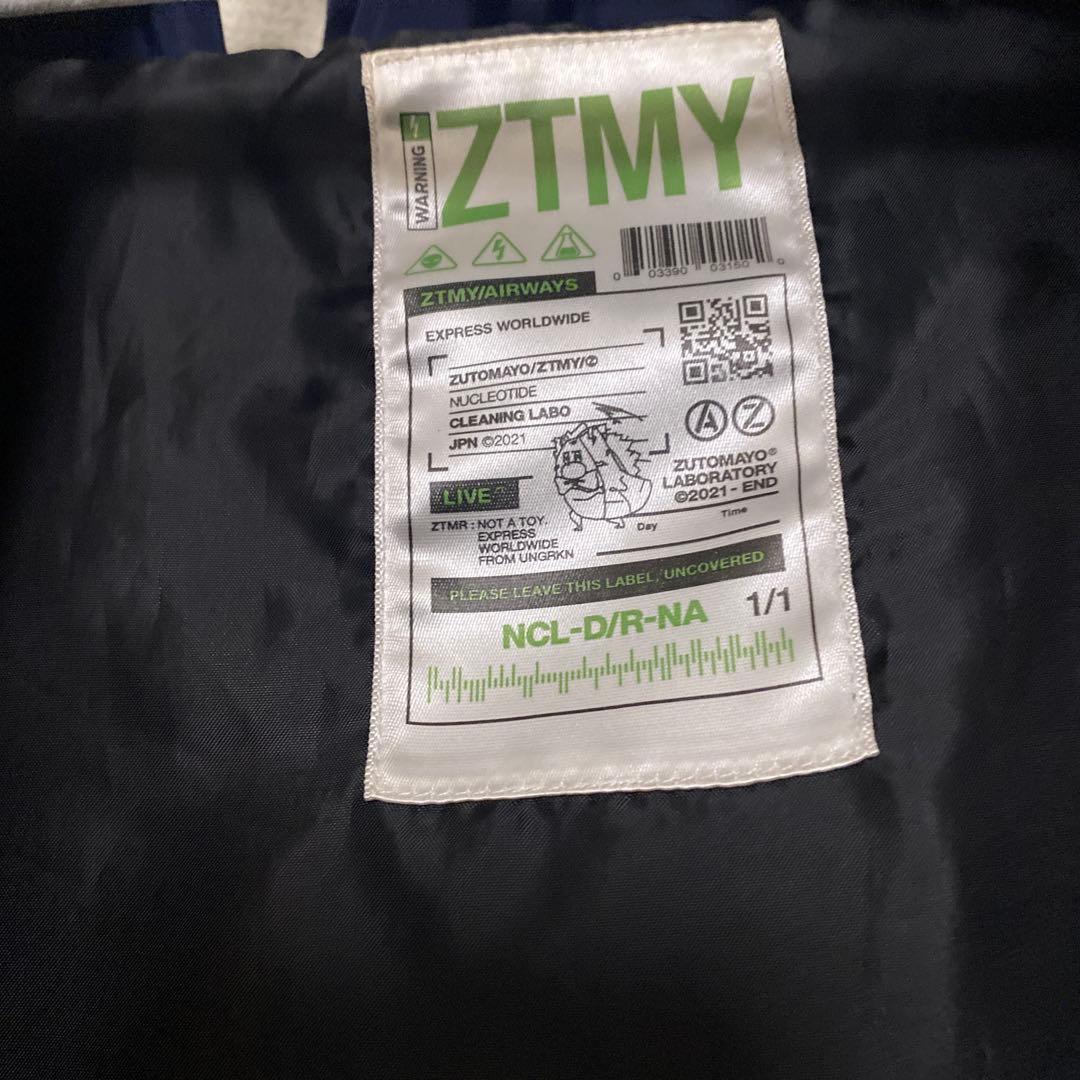 WARNING
ZTMY
0 03390 03150 0
ZTMY/AIRWAYS
EXPRESS WORLDWIDE
ZUTOMAYO/ZTMY/Ⓩ
NUCLEOTIDE
CLEANING LABO
JPN ©2021
A Z
ZUTOMAYO®
LABORATORY
©2021 - END
LIVE
Day
Time
ZTMR : NOT A TOY.
EXPRESS
WORLDWIDE
FROM UNGRKN
PLEASE LEAVE THIS LABEL, UNCOVERED
NCL-D/R-NA 1/1